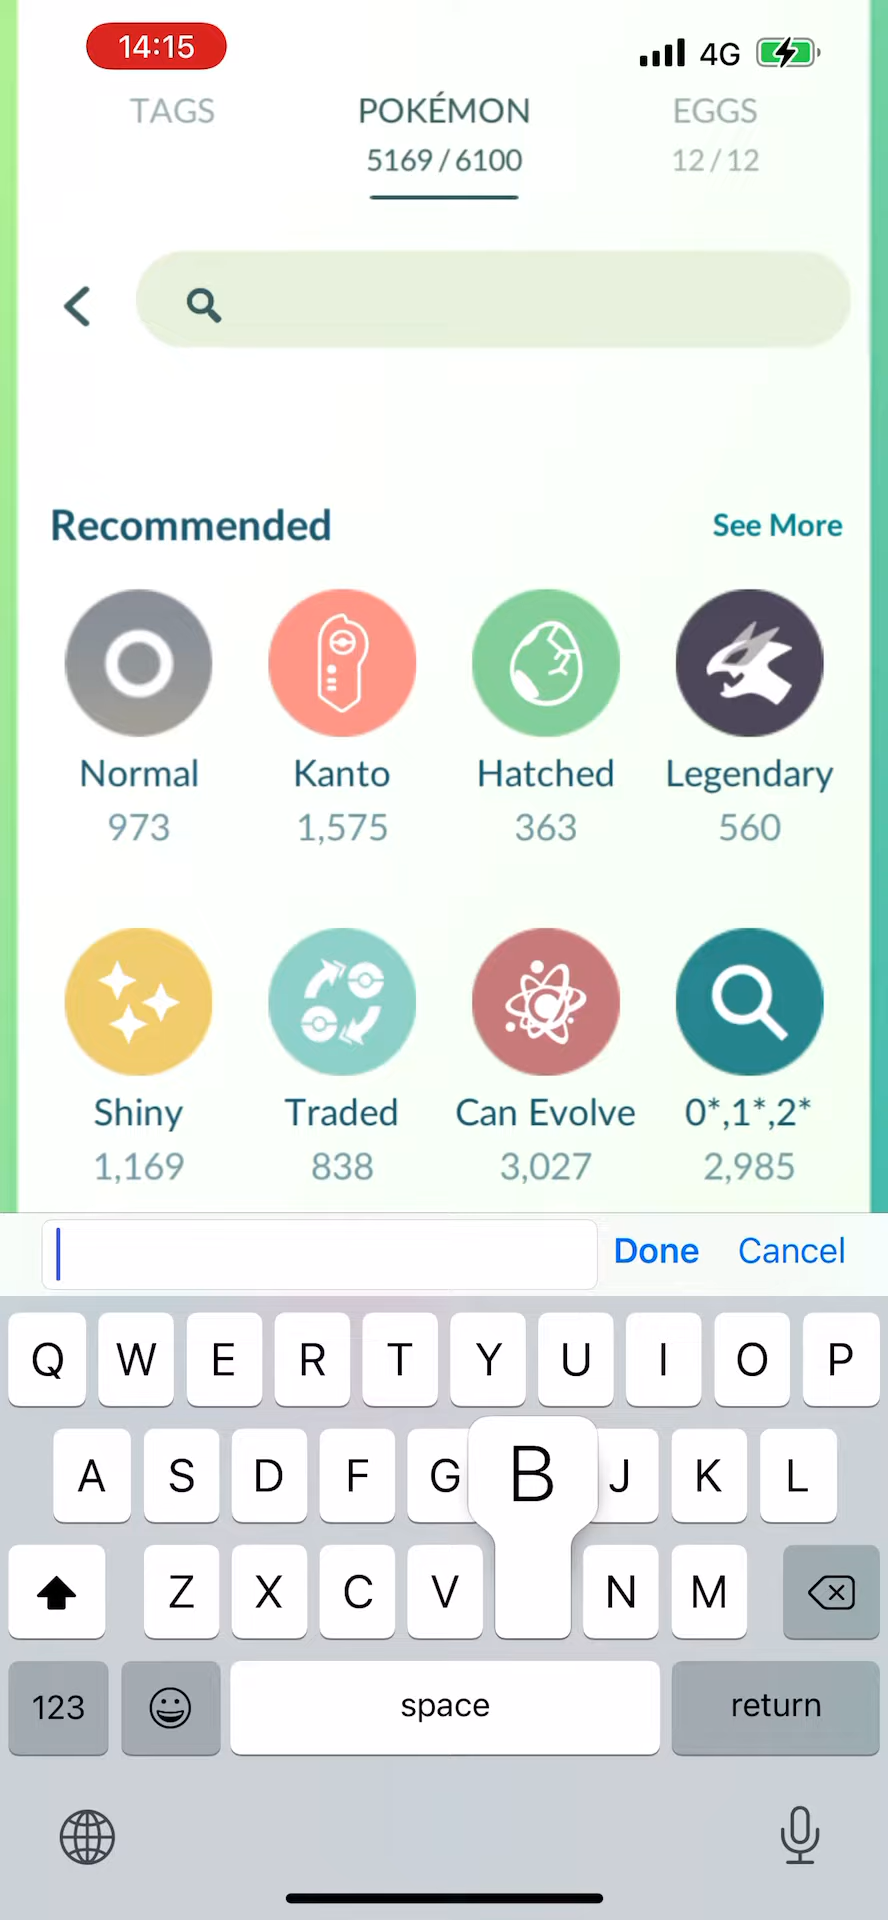 14:15 4G
TAGS POKÉMON EGGS
5169 / 6100 12 / 12
Recommended See More
Normal Kanto Hatched Legendary
973 1,575 363 560
Shiny Traded Can Evolve 0*,1*,2*
1,169 838 3,027 2,985
Done Cancel
Q W E R T Y U I O P
A S D F G B J K L
Z X C V N M
123 space return